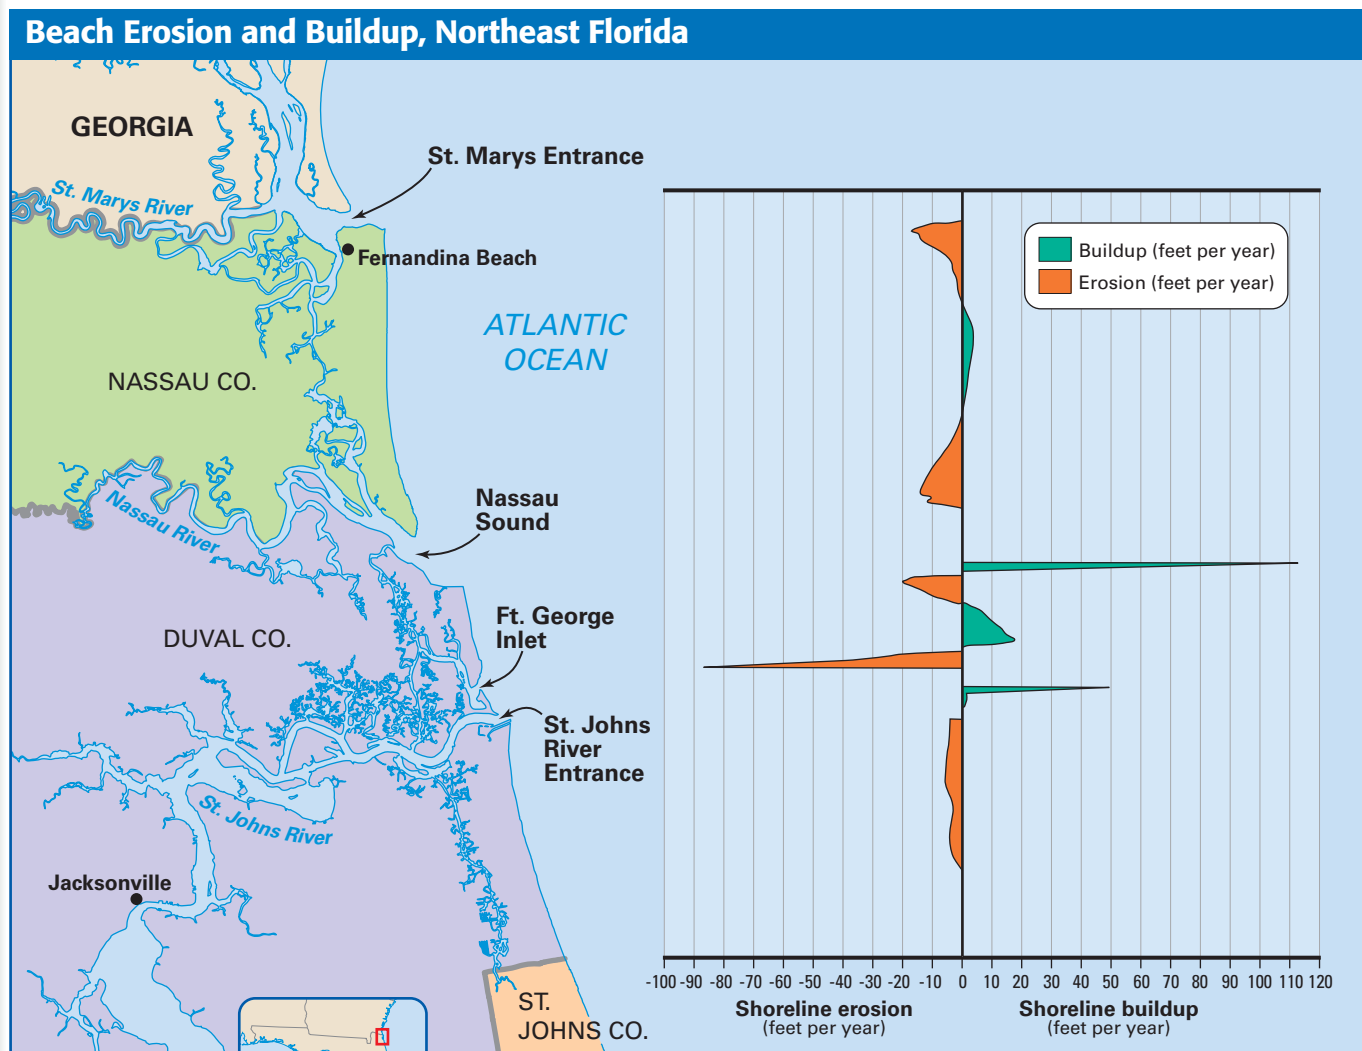 Beach Erosion and Buildup, Northeast Florida
GEORGIA
St. Marys River
St. Marys Entrance
Fernandina Beach
ATLANTIC
OCEAN
NASSAU CO.
Nassau
Sound
Nassau River
Ft. George
Inlet
DUVAL CO.
St. Johns
River
Entrance
St. Johns River
Jacksonville
ST.
JOHNS CO.
Buildup (feet per year)
Erosion (feet per year)
-100 -90 -80 -70 -60 -50 -40 -30 -20 -10 0 10 20 30 40 50 60 70 80 90 100 110 120
Shoreline erosion
(feet per year)
Shoreline buildup
(feet per year)